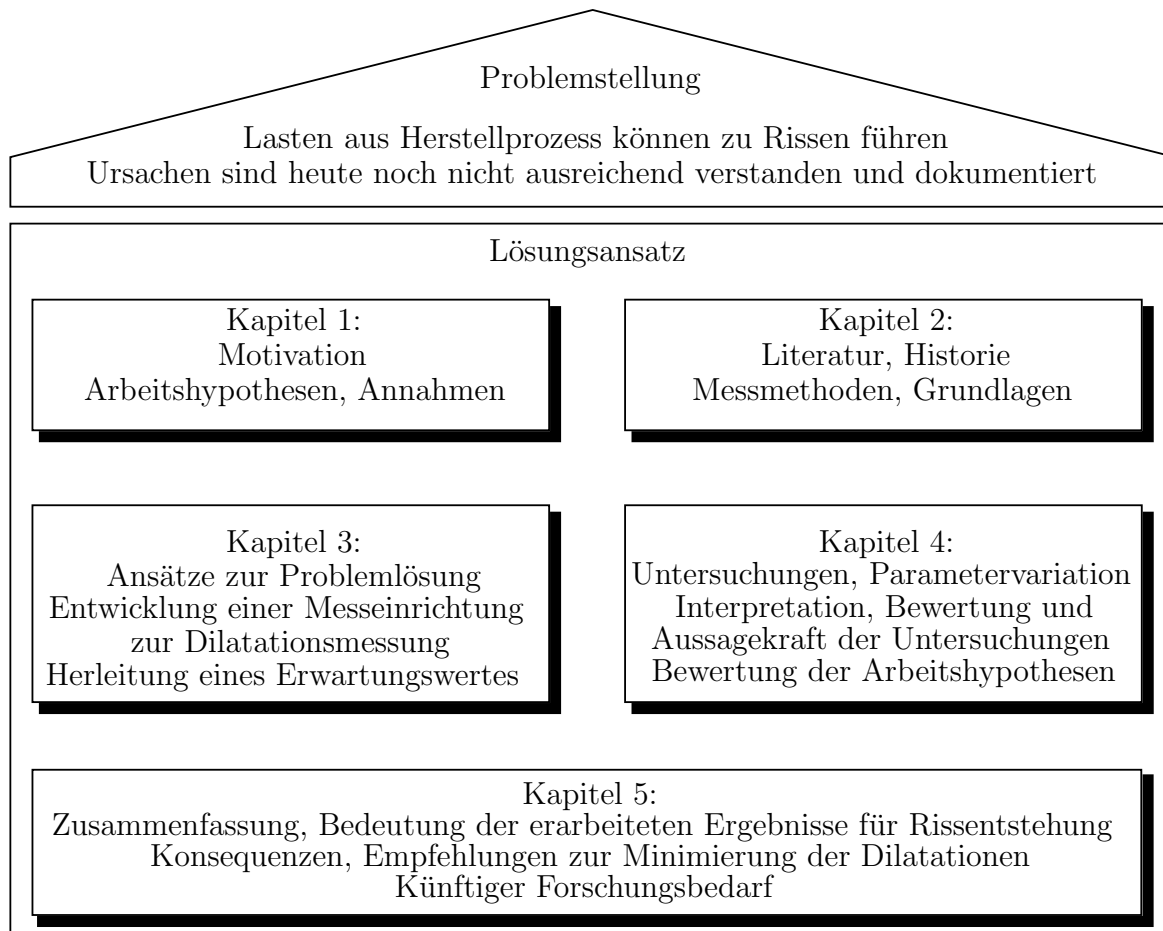 Problemstellung
Lasten aus Herstellprozess können zu Rissen führen
Ursachen sind heute noch nicht ausreichend verstanden und dokumentiert
Lösungsansatz
Kapitel 1:
Motivation
Arbeitshypothesen, Annahmen
Kapitel 2:
Literatur, Historie
Messmethoden, Grundlagen
Kapitel 3:
Ansätze zur Problemlösung
Entwicklung einer Messeinrichtung
zur Dilatationsmessung
Herleitung eines Erwartungswertes
Kapitel 4:
Untersuchungen, Parametervariation
Interpretation, Bewertung und
Aussagekraft der Untersuchungen
Bewertung der Arbeitshypothesen
Kapitel 5:
Zusammenfassung, Bedeutung der erarbeiteten Ergebnisse für Rissentstehung
Konsequenzen, Empfehlungen zur Minimierung der Dilatationen
Künftiger Forschungsbedarf